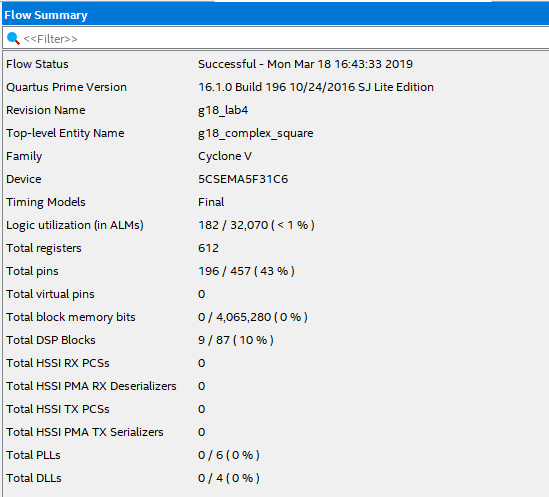 Flow Summary
<<Filter>>
Flow Status Successful - Mon Mar 18 16:43:33 2019
Quartus Prime Version 16.1.0 Build 196 10/24/2016 SJ Lite Edition
Revision Name g18_lab4
Top-level Entity Name g18_complex_square
Family Cyclone V
Device 5CSEMA5F31C6
Timing Models Final
Logic utilization (in ALMs) 182 / 32,070 ( < 1 % )
Total registers 612
Total pins 196 / 457 ( 43 % )
Total virtual pins 0
Total block memory bits 0 / 4,065,280 ( 0 % )
Total DSP Blocks 9 / 87 ( 10 % )
Total HSSI RX PCSs 0
Total HSSI PMA RX Deserializers 0
Total HSSI TX PCSs 0
Total HSSI PMA TX Serializers 0
Total PLLs 0 / 6 ( 0 % )
Total DLLs 0 / 4 ( 0 % )